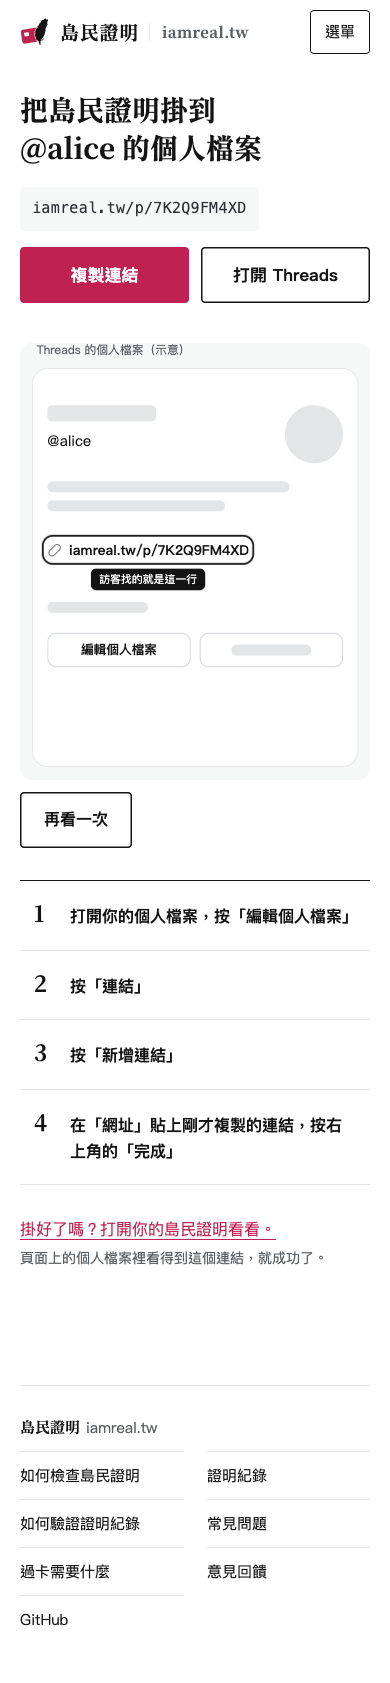 島民證明 iamreal.tw
選單
把島民證明掛到
@alice 的個人檔案
iamreal.tw/p/7K2Q9FM4XD
複製連結
打開 Threads
Threads 的個人檔案（示意）
@alice
iamreal.tw/p/7K2Q9FM4XD
訪客找的就是這一行
編輯個人檔案
再看一次
1 打開你的個人檔案，按「編輯個人檔案」
2 按「連結」
3 按「新增連結」
4 在「網址」貼上剛才複製的連結，按右
上角的「完成」
掛好了嗎？打開你的島民證明看看。
頁面上的個人檔案裡看得到這個連結，就成功了。
島民證明 iamreal.tw
如何檢查島民證明
證明紀錄
如何驗證證明紀錄
常見問題
過卡需要什麼
意見回饋
GitHub